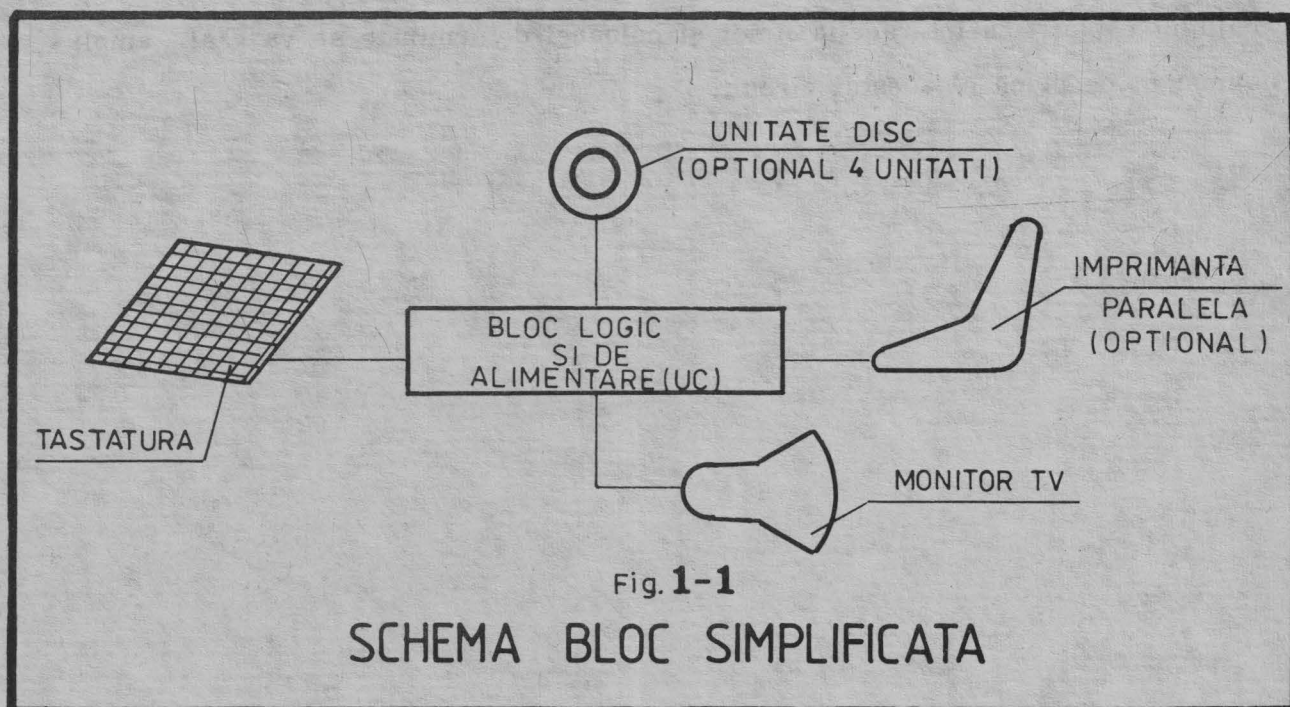 UNITATE DISC
(OPTIONAL 4 UNITATI)
IMPRIMANTA
PARALELA
(OPTIONAL)
BLOC LOGIC
SI DE
ALIMENTARE(UC)
TASTATURA
MONITOR TV
Fig. 1-1
SCHEMA BLOC SIMPLIFICATA